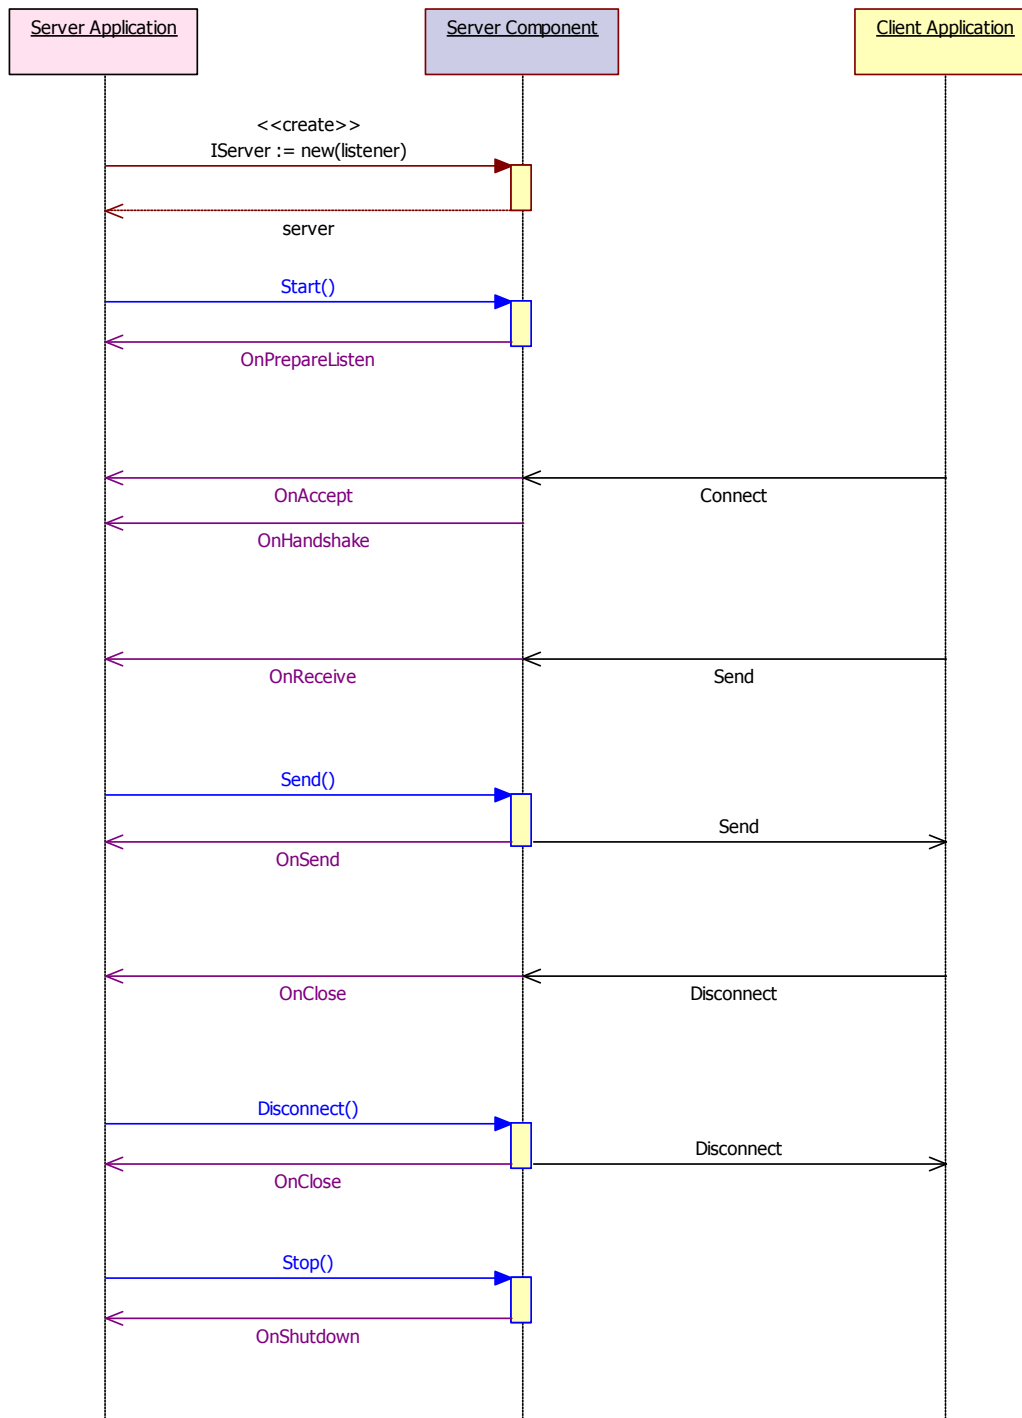 Server Application
Server Component
Client Application
<<create>>
IServer := new(listener)
server
Start()
OnPrepareListen
OnAccept
Connect
OnHandshake
OnReceive
Send
Send()
Send
OnSend
OnClose
Disconnect
Disconnect()
Disconnect
OnClose
Stop()
OnShutdown